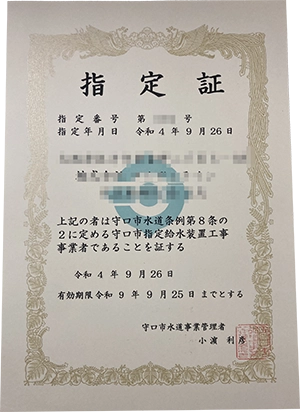 指定証
指定番号 第 号
指定年月日 令和4年9月26日
上記の者は守口市水道条例第8条の
2に定める守口市指定給水装置工事
事業者であることを証する
令和4年9月26日
有効期限令和9年9月25日までとする
守口市水道事業管理者
小濵利彦